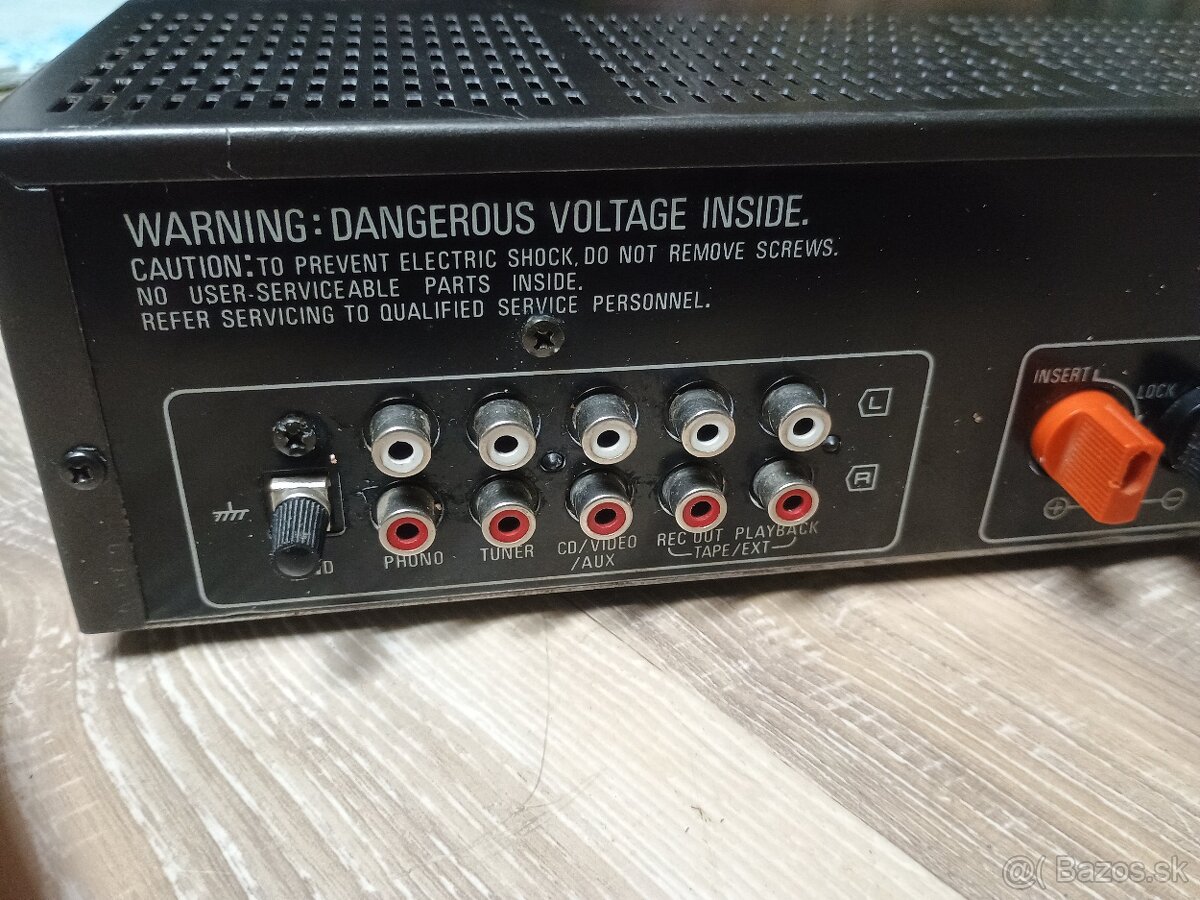 WARNING: DANGEROUS VOLTAGE INSIDE.
CAUTION: TO PREVENT ELECTRIC SHOCK, DO NOT REMOVE SCREWS.
NO USER-SERVICEABLE PARTS INSIDE.
REFER SERVICING TO QUALIFIED SERVICE PERSONNEL.
INSERT
LOCK
L
R
PHONO
TUNER
CD/VIDEO
/AUX
REC OUT PLAYBACK
TAPE/EXT
@( Bazos.sk